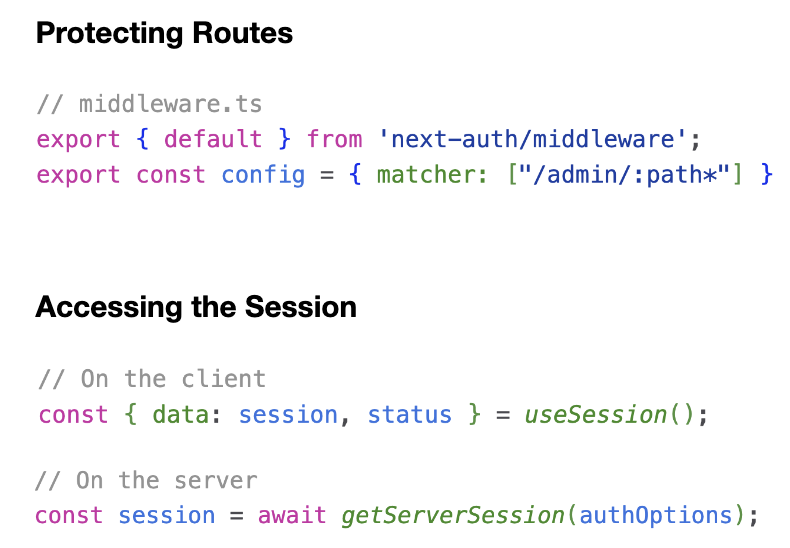 Protecting Routes
// middleware.ts
export { default } from 'next-auth/middleware';
export const config = { matcher: ["/admin/:path*"] }
Accessing the Session
// On the client
const { data: session, status } = useSession();
// On the server
const session = await getServerSession(authOptions);